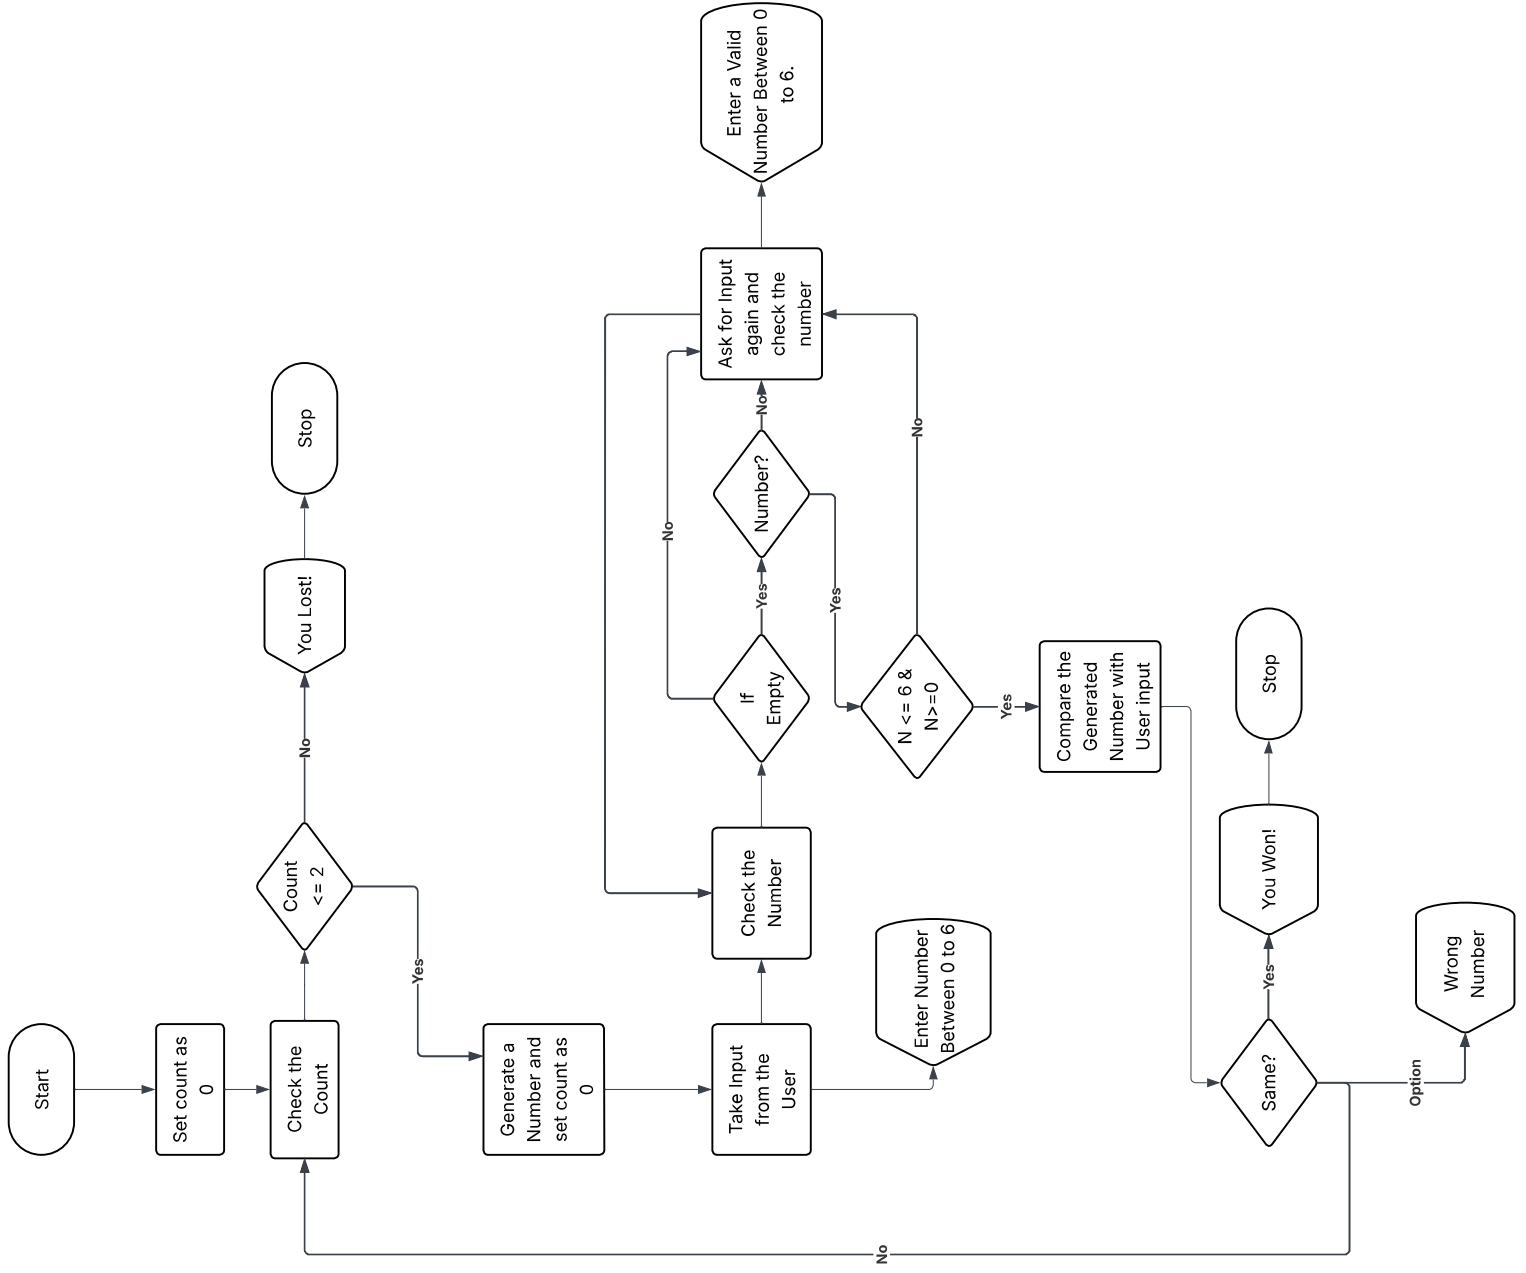 Start
Set count as
0
Check the
Count
Count
<= 2
No
You Lost!
Stop
Yes
Generate a
Number and
set count as
0
Take Input
from the
User
Enter Number
Between 0 to 6
Check the
Number
If
Empty
No
Yes
Number?
No
Yes
Ask for Input
again and
check the
number
Enter a Valid
Number Between 0
to 6.
N <= 6 &
N>=0
No
Yes
Compare the
Generated
Number with
User input
Same?
Yes
You Won!
Stop
Option
Wrong
Number
No